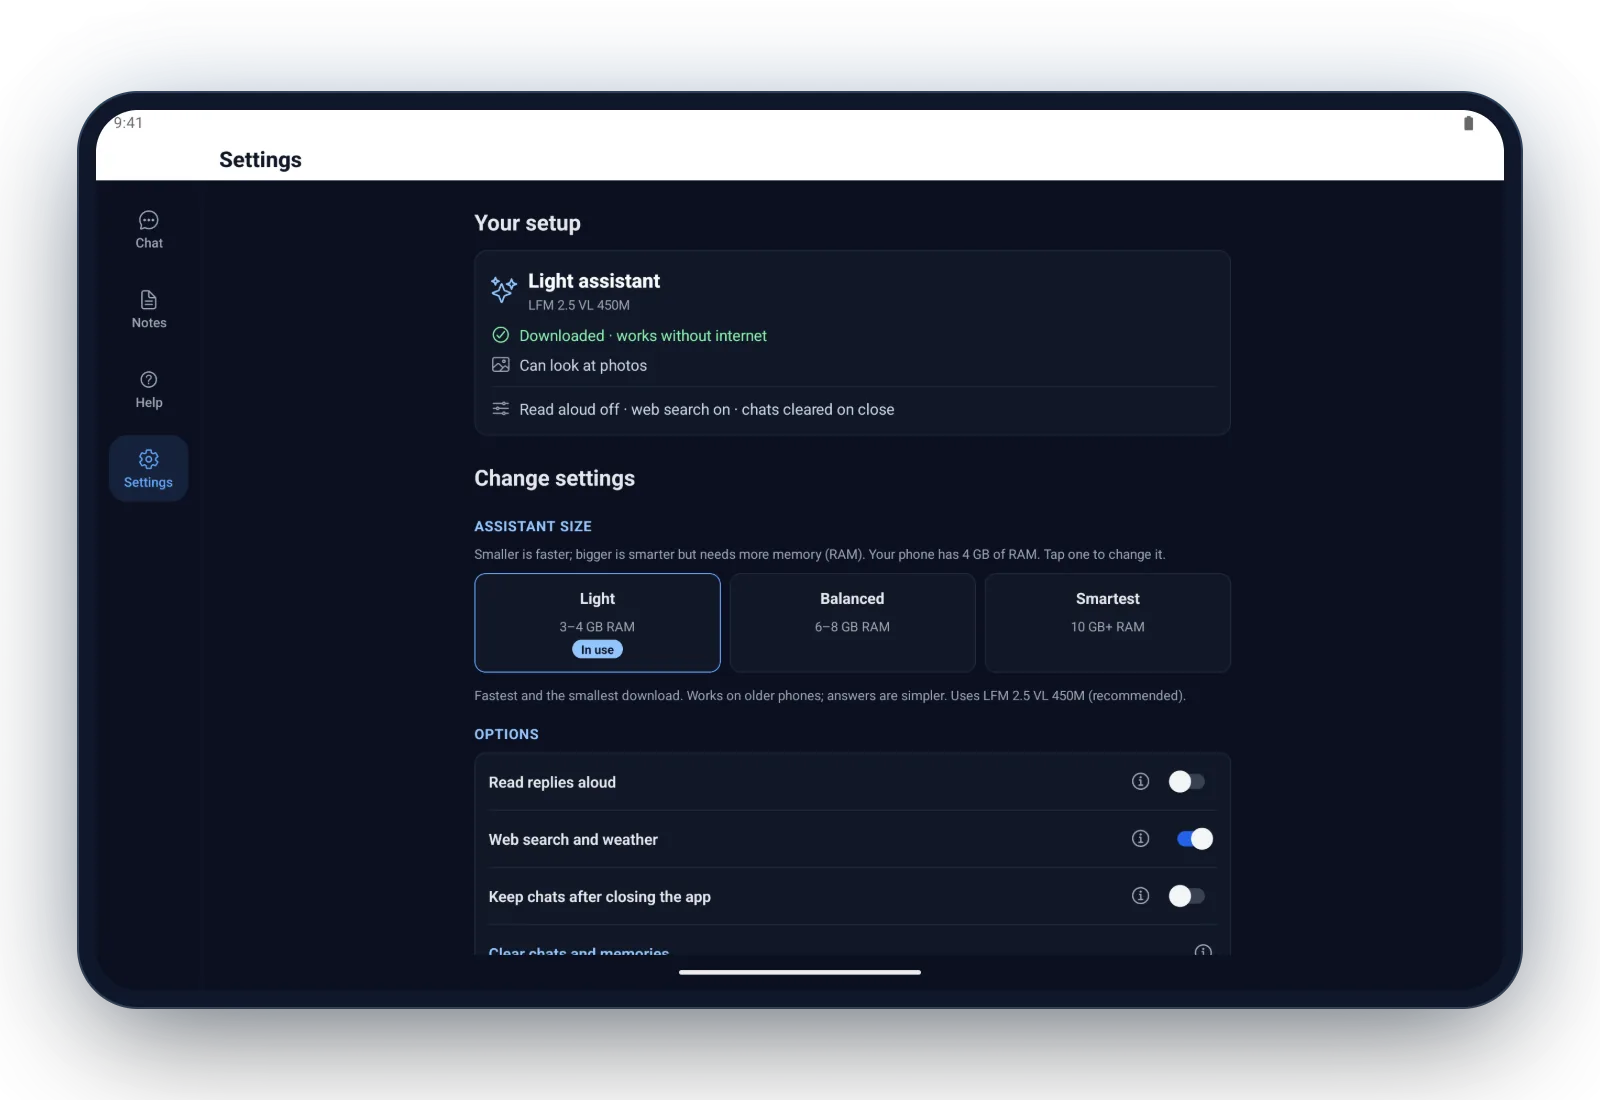 9:41
Settings
Chat
Notes
Help
Settings
Your setup
Light assistant
LFM 2.5 VL 450M
Downloaded · works without internet
Can look at photos
Read aloud off · web search on · chats cleared on close
Change settings
ASSISTANT SIZE
Smaller is faster; bigger is smarter but needs more memory (RAM). Your phone has 4 GB of RAM. Tap one to change it.
Light
3–4 GB RAM
In use
Balanced
6–8 GB RAM
Smartest
10 GB+ RAM
Fastest and the smallest download. Works on older phones; answers are simpler. Uses LFM 2.5 VL 450M (recommended).
OPTIONS
Read replies aloud
Web search and weather
Keep chats after closing the app
Clear chats and memories